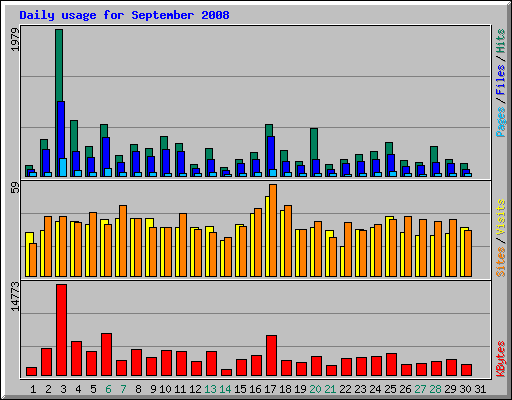 Daily usage for September 2008
1979
Pages / Files / Hits
59
Sites / Visits
14773
KBytes
1 2 3 4 5 6 7 8 9 10 11 12 13 14 15 16 17 18 19 20 21 22 23 24 25 26 27 28 29 30 31